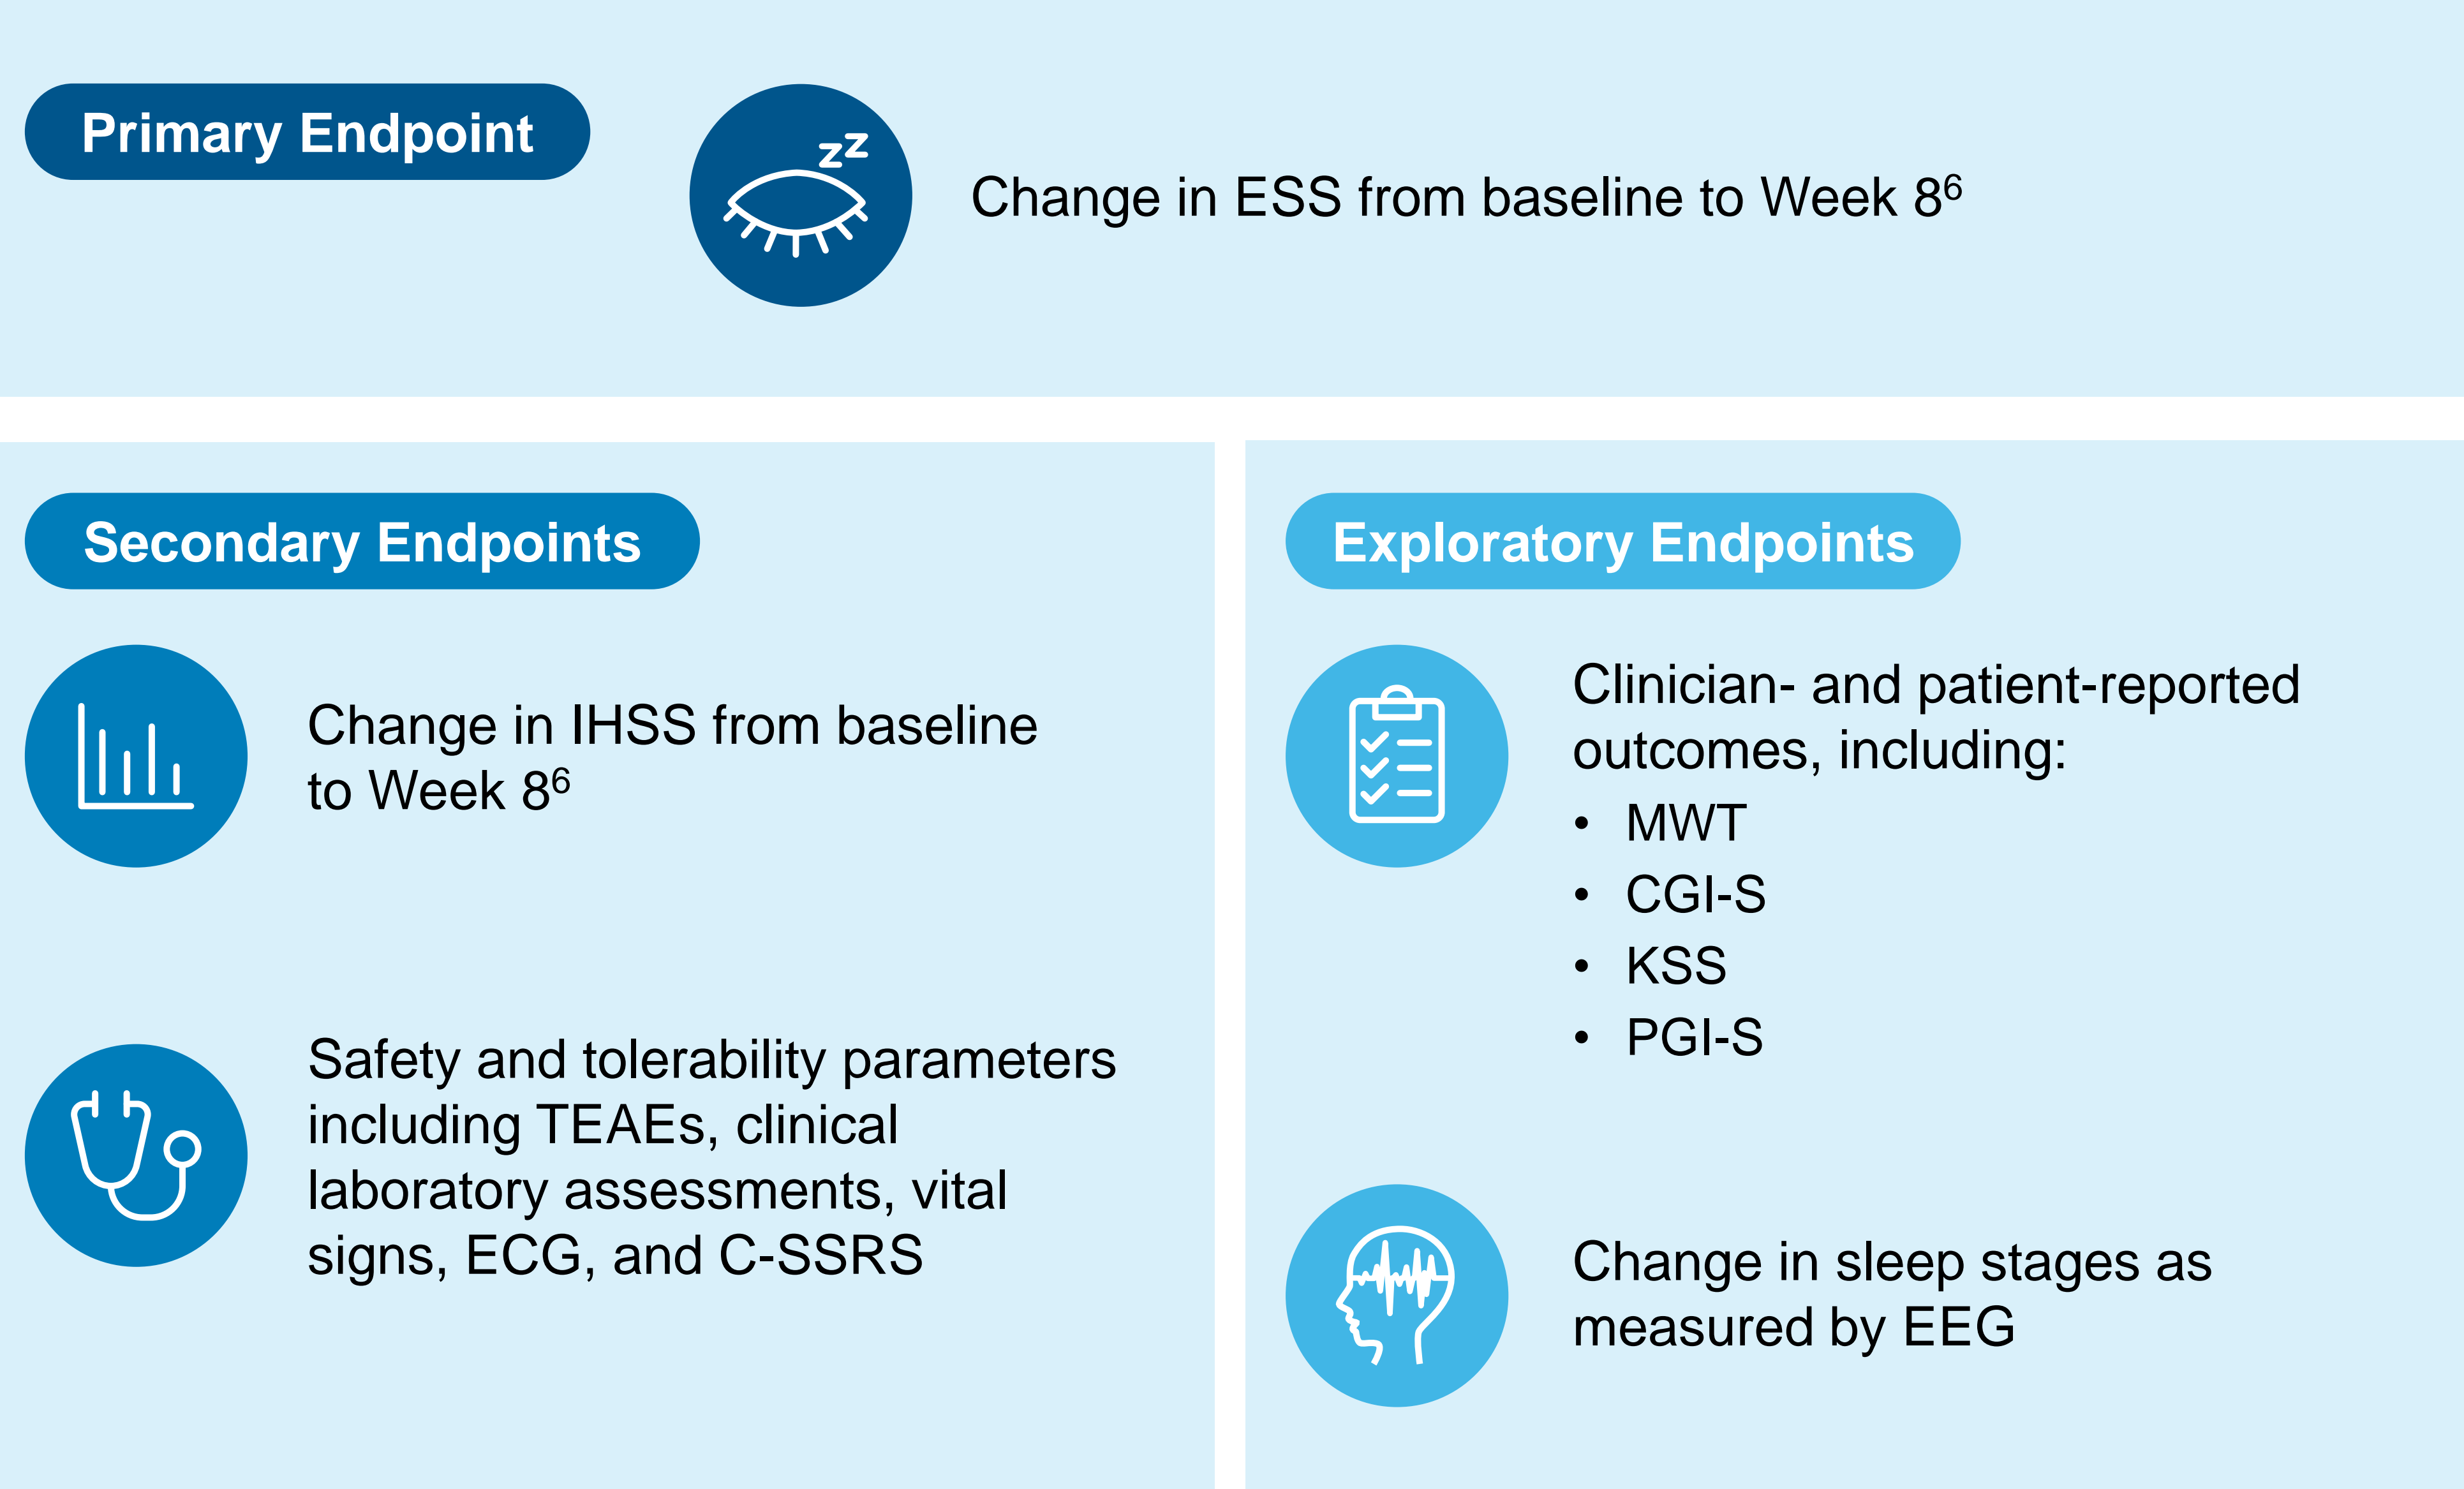 Primary Endpoint
zz
Change in ESS from baseline to Week 8⁶
Secondary Endpoints
Change in IHSS from baseline
to Week 8⁶
Safety and tolerability parameters
including TEAEs, clinical
laboratory assessments, vital
signs, ECG, and C-SSRS
Exploratory Endpoints
Clinician- and patient-reported
outcomes, including:
• MWT
• CGI-S
• KSS
• PGI-S
Change in sleep stages as
measured by EEG